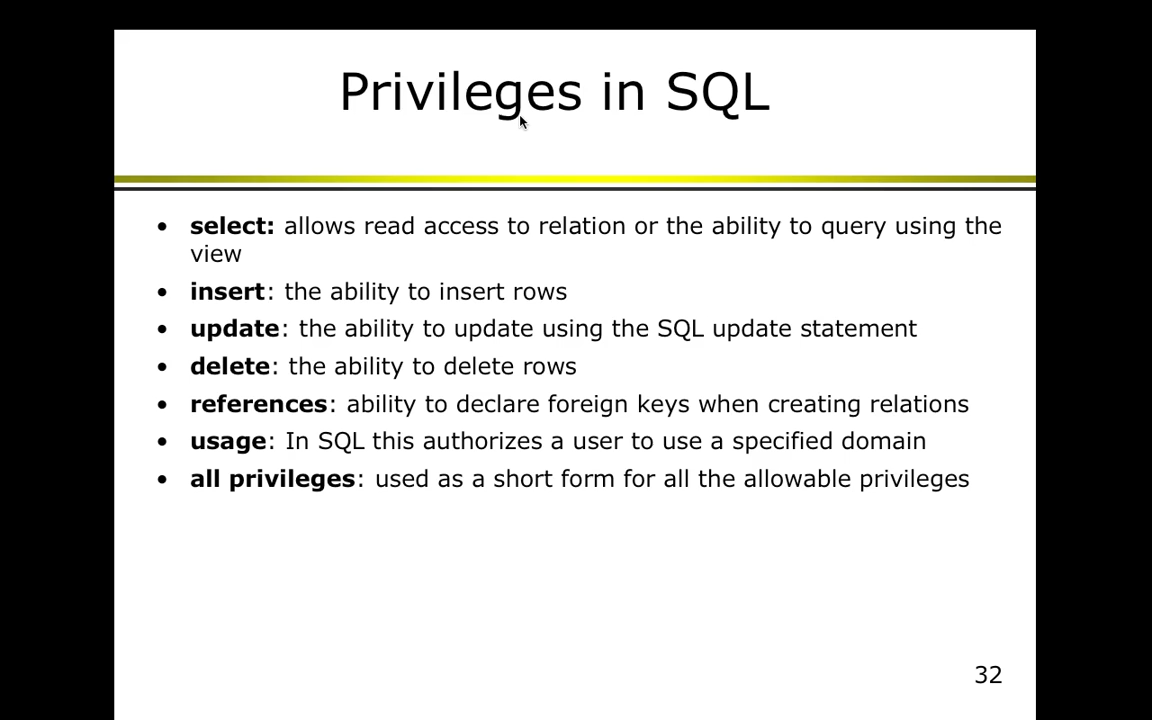 Privileges in SQL
• select: allows read access to relation or the ability to query using the
view
• insert: the ability to insert rows
• update: the ability to update using the SQL update statement
• delete: the ability to delete rows
• references: ability to declare foreign keys when creating relations
• usage: In SQL this authorizes a user to use a specified domain
• all privileges: used as a short form for all the allowable privileges
32